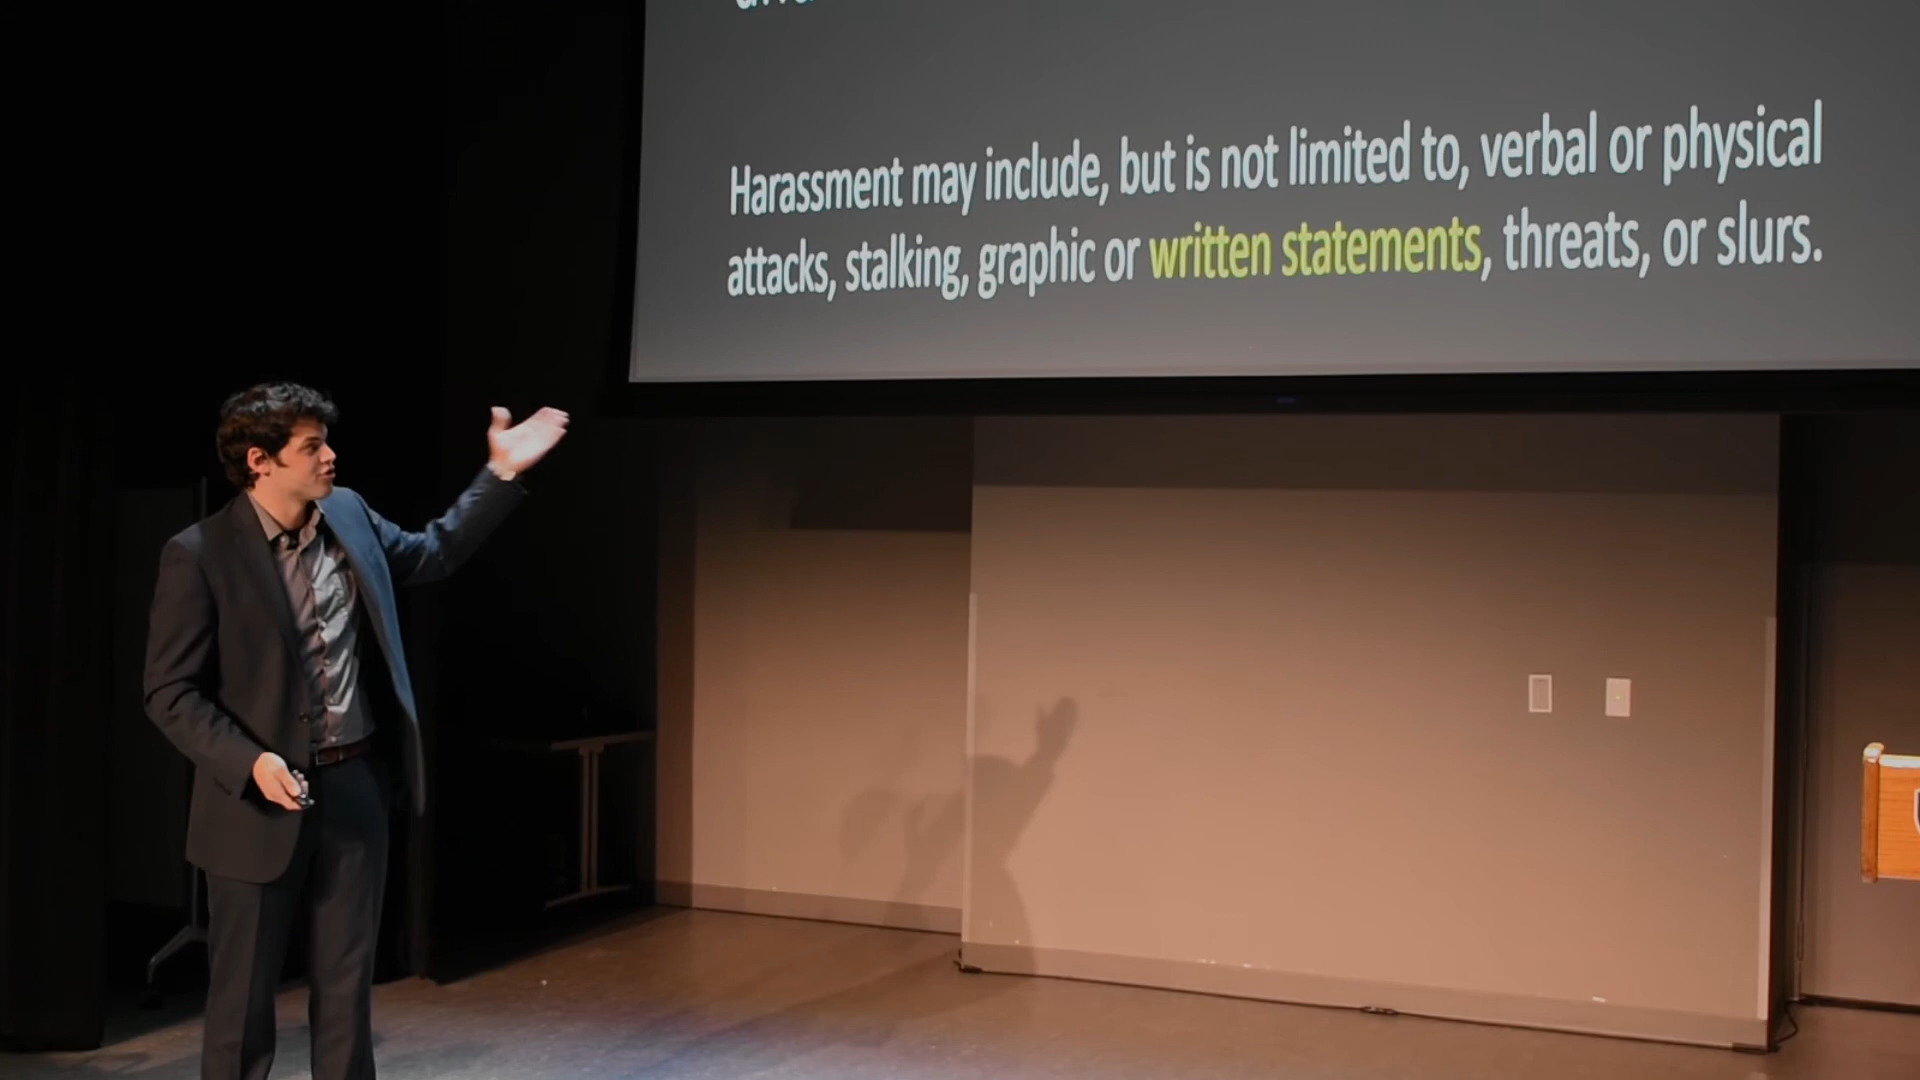 Harassment may include, but is not limited to, verbal or physical
attacks, stalking, graphic or written statements, threats, or slurs.